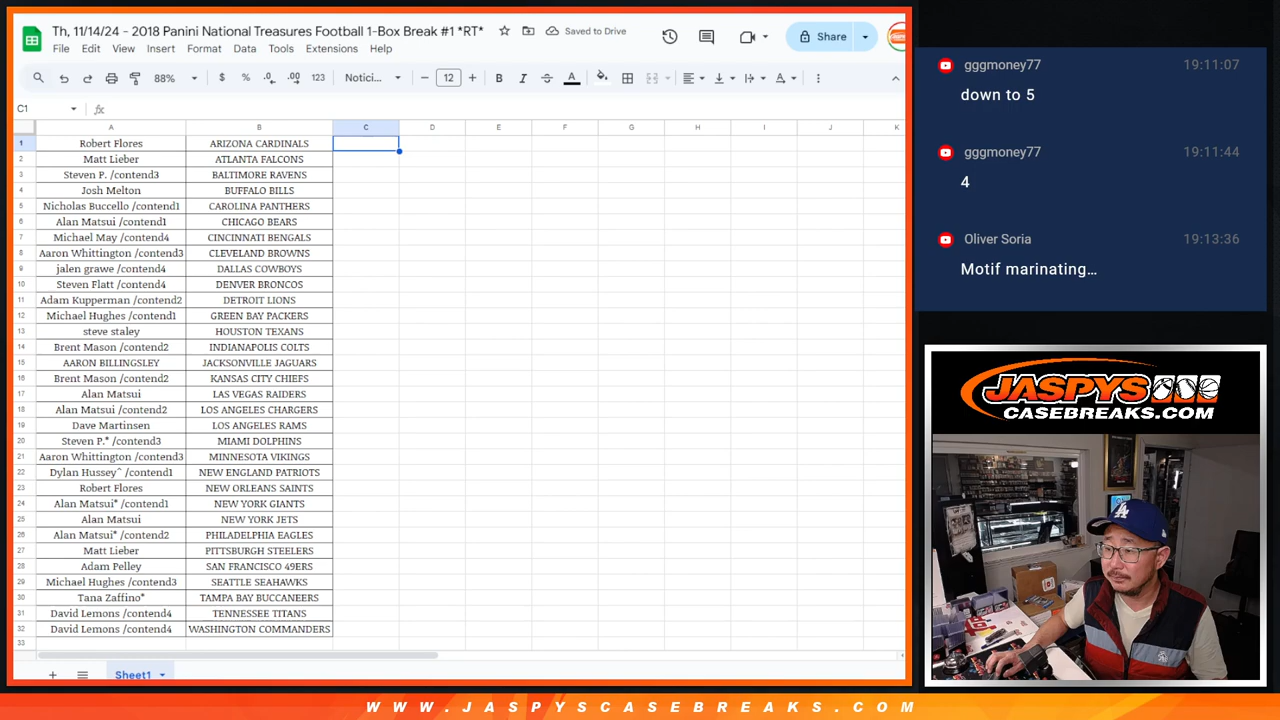 Th, 11/14/24 - 2018 Panini National Treasures Football 1-Box Break #1 *RT*
Saved to Drive
File Edit View Insert Format Data Tools Extensions Help
Share
88% $ % .0 .00 123 Notici... 12 B I A
C1 fx
A B C D E F G H I J K
1 Robert Flores ARIZONA CARDINALS
2 Matt Lieber ATLANTA FALCONS
3 Steven P. /contend3 BALTIMORE RAVENS
4 Josh Melton BUFFALO BILLS
5 Nicholas Buccello /contend1 CAROLINA PANTHERS
6 Alan Matsui /contend1 CHICAGO BEARS
7 Michael May /contend4 CINCINNATI BENGALS
8 Aaron Whittington /contend3 CLEVELAND BROWNS
9 jalen grawe /contend4 DALLAS COWBOYS
10 Steven Flatt /contend4 DENVER BRONCOS
11 Adam Kupperman /contend2 DETROIT LIONS
12 Michael Hughes /contend1 GREEN BAY PACKERS
13 steve staley HOUSTON TEXANS
14 Brent Mason /contend2 INDIANAPOLIS COLTS
15 AARON BILLINGSLEY JACKSONVILLE JAGUARS
16 Brent Mason /contend2 KANSAS CITY CHIEFS
17 Alan Matsui LAS VEGAS RAIDERS
18 Alan Matsui /contend2 LOS ANGELES CHARGERS
19 Dave Martinsen LOS ANGELES RAMS
20 Steven P.* /contend3 MIAMI DOLPHINS
21 Aaron Whittington /contend3 MINNESOTA VIKINGS
22 Dylan Hussey^ /contend1 NEW ENGLAND PATRIOTS
23 Robert Flores NEW ORLEANS SAINTS
24 Alan Matsui* /contend1 NEW YORK GIANTS
25 Alan Matsui NEW YORK JETS
26 Alan Matsui* /contend2 PHILADELPHIA EAGLES
27 Matt Lieber PITTSBURGH STEELERS
28 Adam Pelley SAN FRANCISCO 49ERS
29 Michael Hughes /contend3 SEATTLE SEAHAWKS
30 Tana Zaffino* TAMPA BAY BUCCANEERS
31 David Lemons /contend4 TENNESSEE TITANS
32 David Lemons /contend4 WASHINGTON COMMANDERS
33
Sheet1
gggmoney77 19:11:07
down to 5
gggmoney77 19:11:44
4
Oliver Soria 19:13:36
Motif marinating...
JASPYS
CASEBREAKS.COM
LA
WWW.JASPYSCASEBREAKS.COM